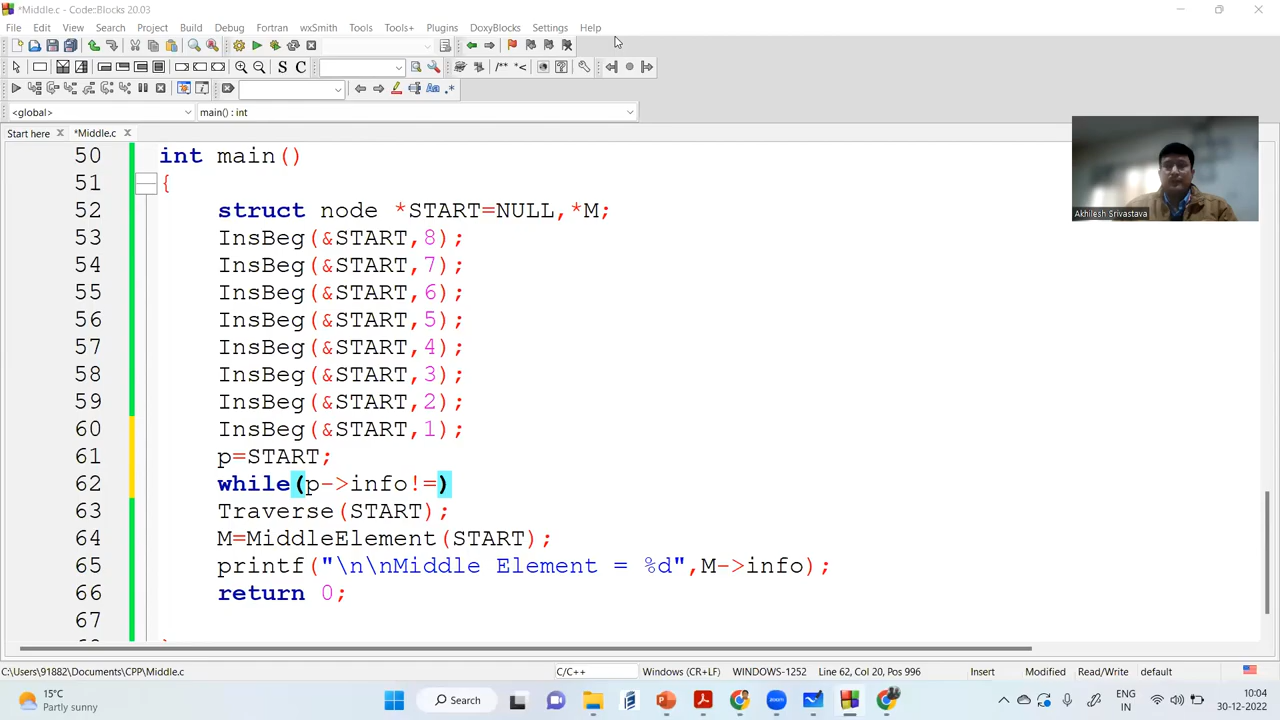 *Middle.c - Code::Blocks 20.03
File Edit View Search Project Build Debug Fortran wxSmith Tools Tools+ Plugins DoxyBlocks Settings Help
S C /** *<
Aa .*
<global> main() : int
Start here *Middle.c
50 int main()
51 {
52 struct node *START=NULL,*M;
53 InsBeg(&START,8);
54 InsBeg(&START,7);
55 InsBeg(&START,6);
56 InsBeg(&START,5);
57 InsBeg(&START,4);
58 InsBeg(&START,3);
59 InsBeg(&START,2);
60 InsBeg(&START,1);
61 p=START;
62 while(p->info!=)
63 Traverse(START);
64 M=MiddleElement(START);
65 printf("\n\nMiddle Element = %d",M->info);
66 return 0;
67
Akhilesh Srivastava
C:\Users\91882\Documents\CPP\Middle.c C/C++ Windows (CR+LF) WINDOWS-1252 Line 62, Col 20, Pos 996 Insert Modified Read/Write default
15°C
Partly sunny
Search
ENG
IN
10:04
30-12-2022